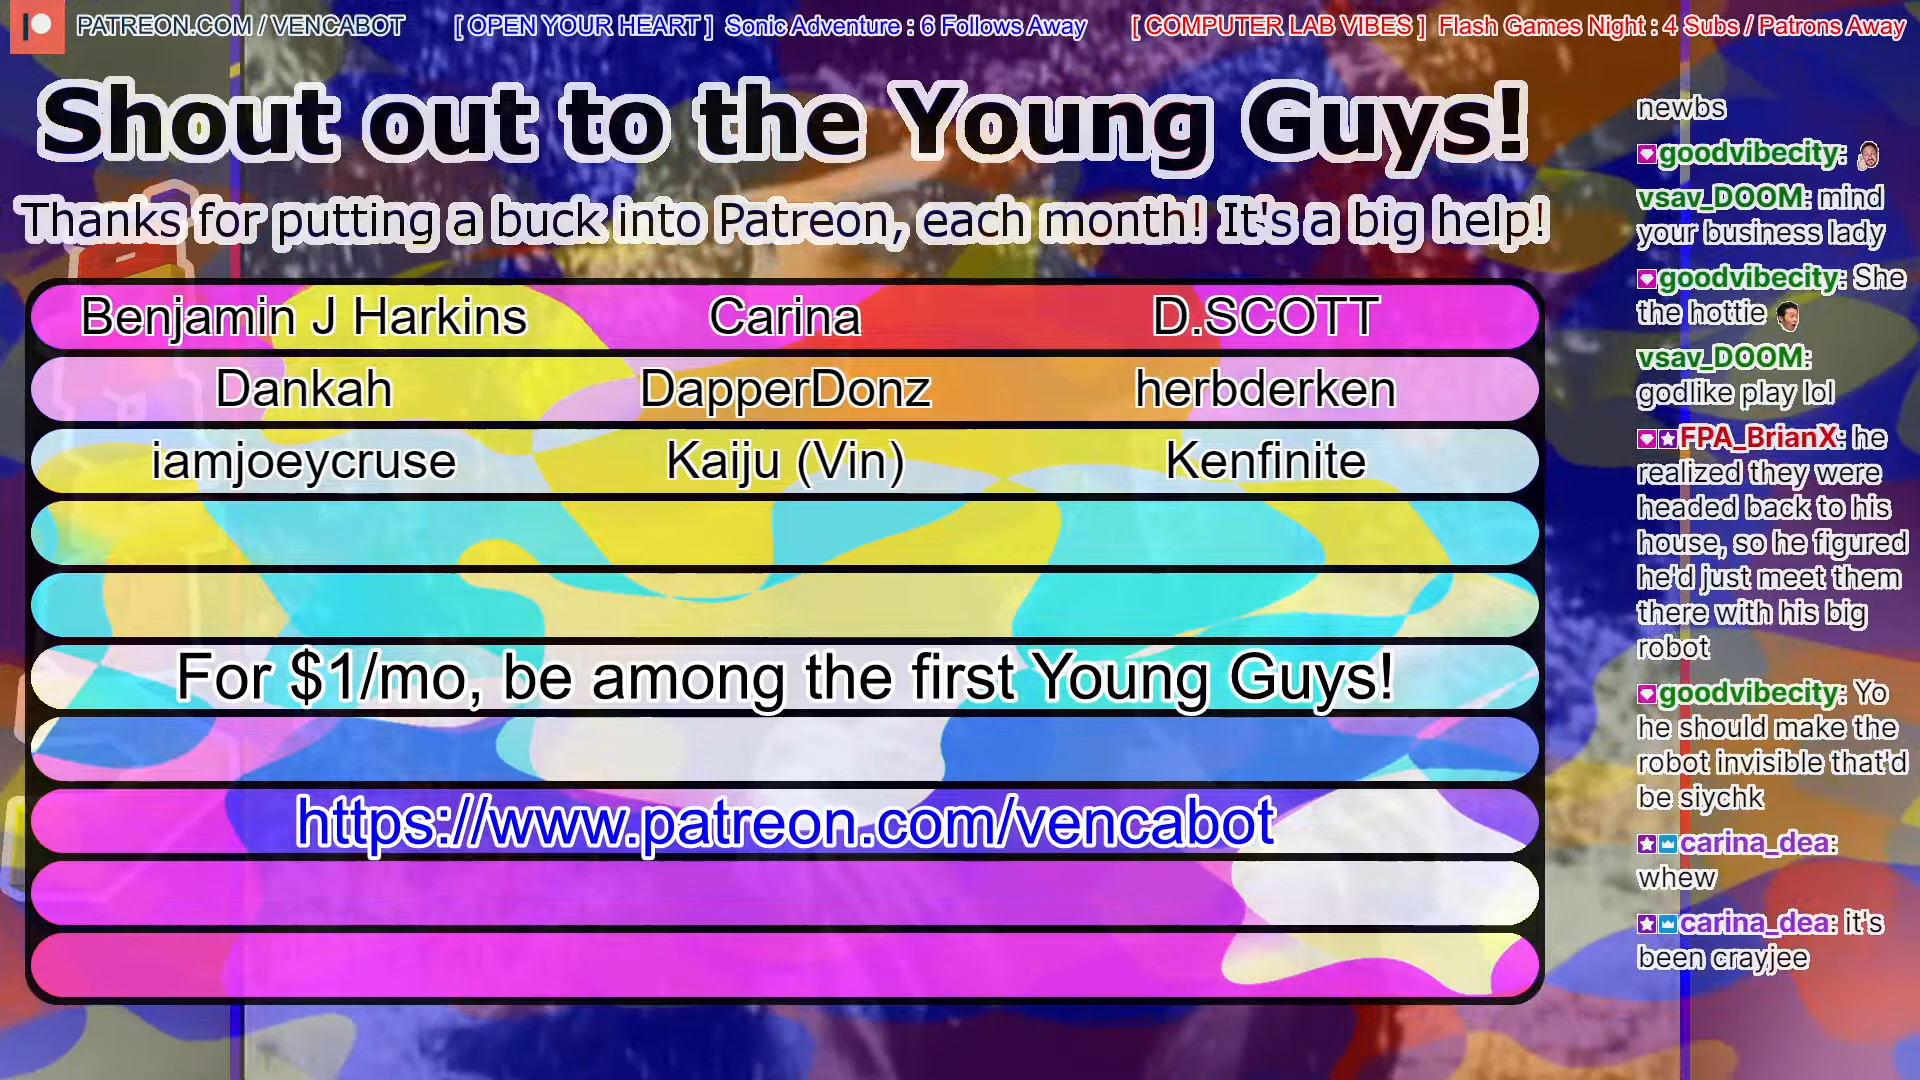 PATREON.COM / VENCABOT [ OPEN YOUR HEART ] Sonic Adventure : 6 Follows Away [ COMPUTER LAB VIBES ] Flash Games Night : 4 Subs / Patrons Away
Shout out to the Young Guys!
Thanks for putting a buck into Patreon, each month! It's a big help!
Benjamin J Harkins Carina D.SCOTT
Dankah DapperDonz herbderken
iamjoeycruse Kaiju (Vin) Kenfinite
For $1/mo, be among the first Young Guys!
https://www.patreon.com/vencabot
newbs
goodvibecity:
vsav_DOOM: mind
your business lady
goodvibecity: She
the hottie
vsav_DOOM:
godlike play lol
FPA_BrianX: he
realized they were
headed back to his
house, so he figured
he'd just meet them
there with his big
robot
goodvibecity: Yo
he should make the
robot invisible that'd
be siychk
carina_dea:
whew
carina_dea: it's
been crayjee